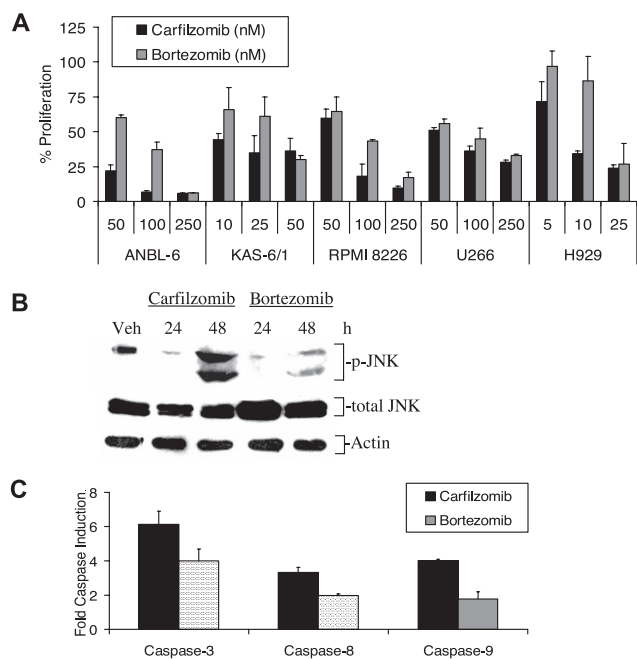 A
Carfilzomib (nM)
Bortezomib (nM)
% Proliferation
125
100
75
50
25
0
50 100 250 10 25 50 50 100 250 50 100 250 5 10 25
ANBL-6 KAS-6/1 RPMI 8226 U266 H929
B
Carfilzomib Bortezomib
Veh 24 48 24 48 h
-p-JNK
-total JNK
-Actin
C
Fold Caspase Induction.
8
6
4
2
0
Carfilzomib
Bortezomib
Caspase-3 Caspase-8 Caspase-9